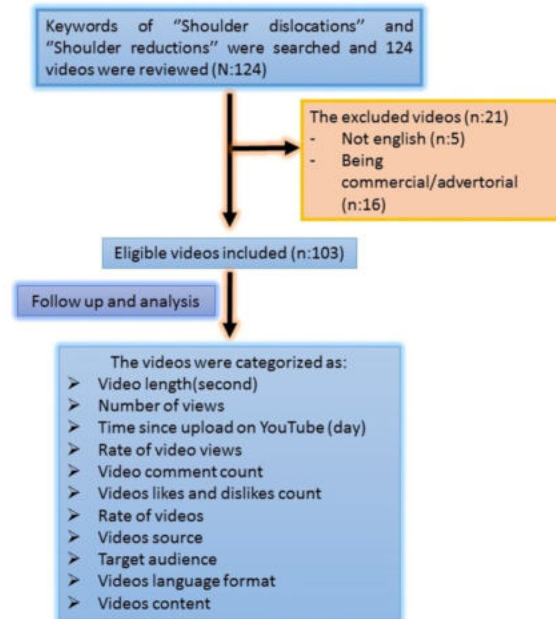 Keywords of “Shoulder dislocations” and
“Shoulder reductions” were searched and 124
videos were reviewed (N:124)
The excluded videos (n:21)
- Not english (n:5)
- Being
commercial/advertorial
(n:16)
Eligible videos included (n:103)
Follow up and analysis
The videos were categorized as:
➢ Video length(second)
➢ Number of views
➢ Time since upload on YouTube (day)
➢ Rate of video views
➢ Video comment count
➢ Videos likes and dislikes count
➢ Rate of videos
➢ Videos source
➢ Target audience
➢ Videos language format
➢ Videos content